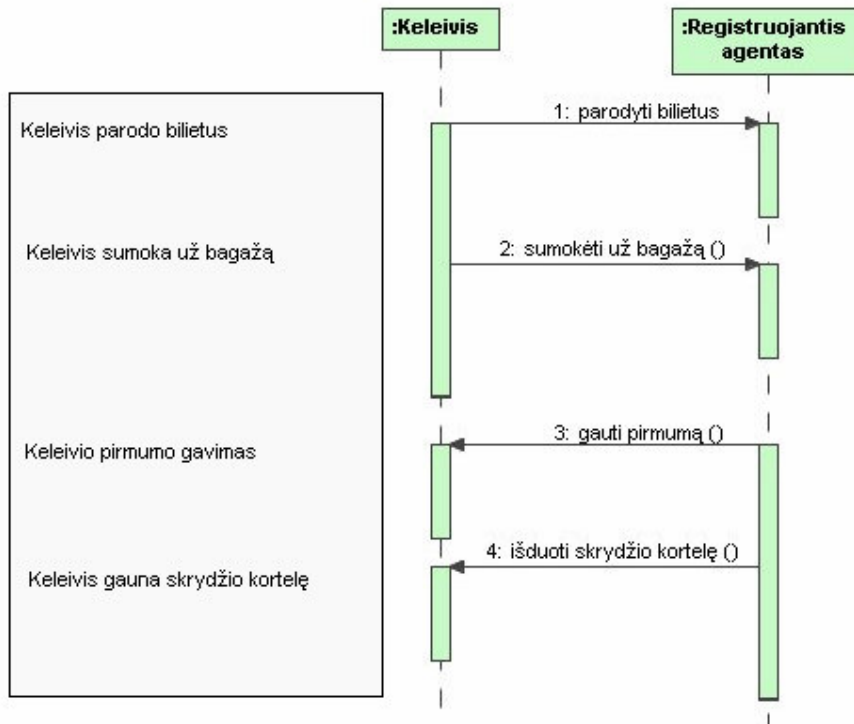 :Keleivis
:Registruojantis
agentas
Keleivis parodo bilietus
1: parodyti bilietus
Keleivis sumoka už bagažą
2: sumokėti už bagažą ()
Keleivio pirmumo gavimas
3: gauti pirmumą ()
Keleivis gauna skrydžio kortelę
4: išduoti skrydžio kortelę ()